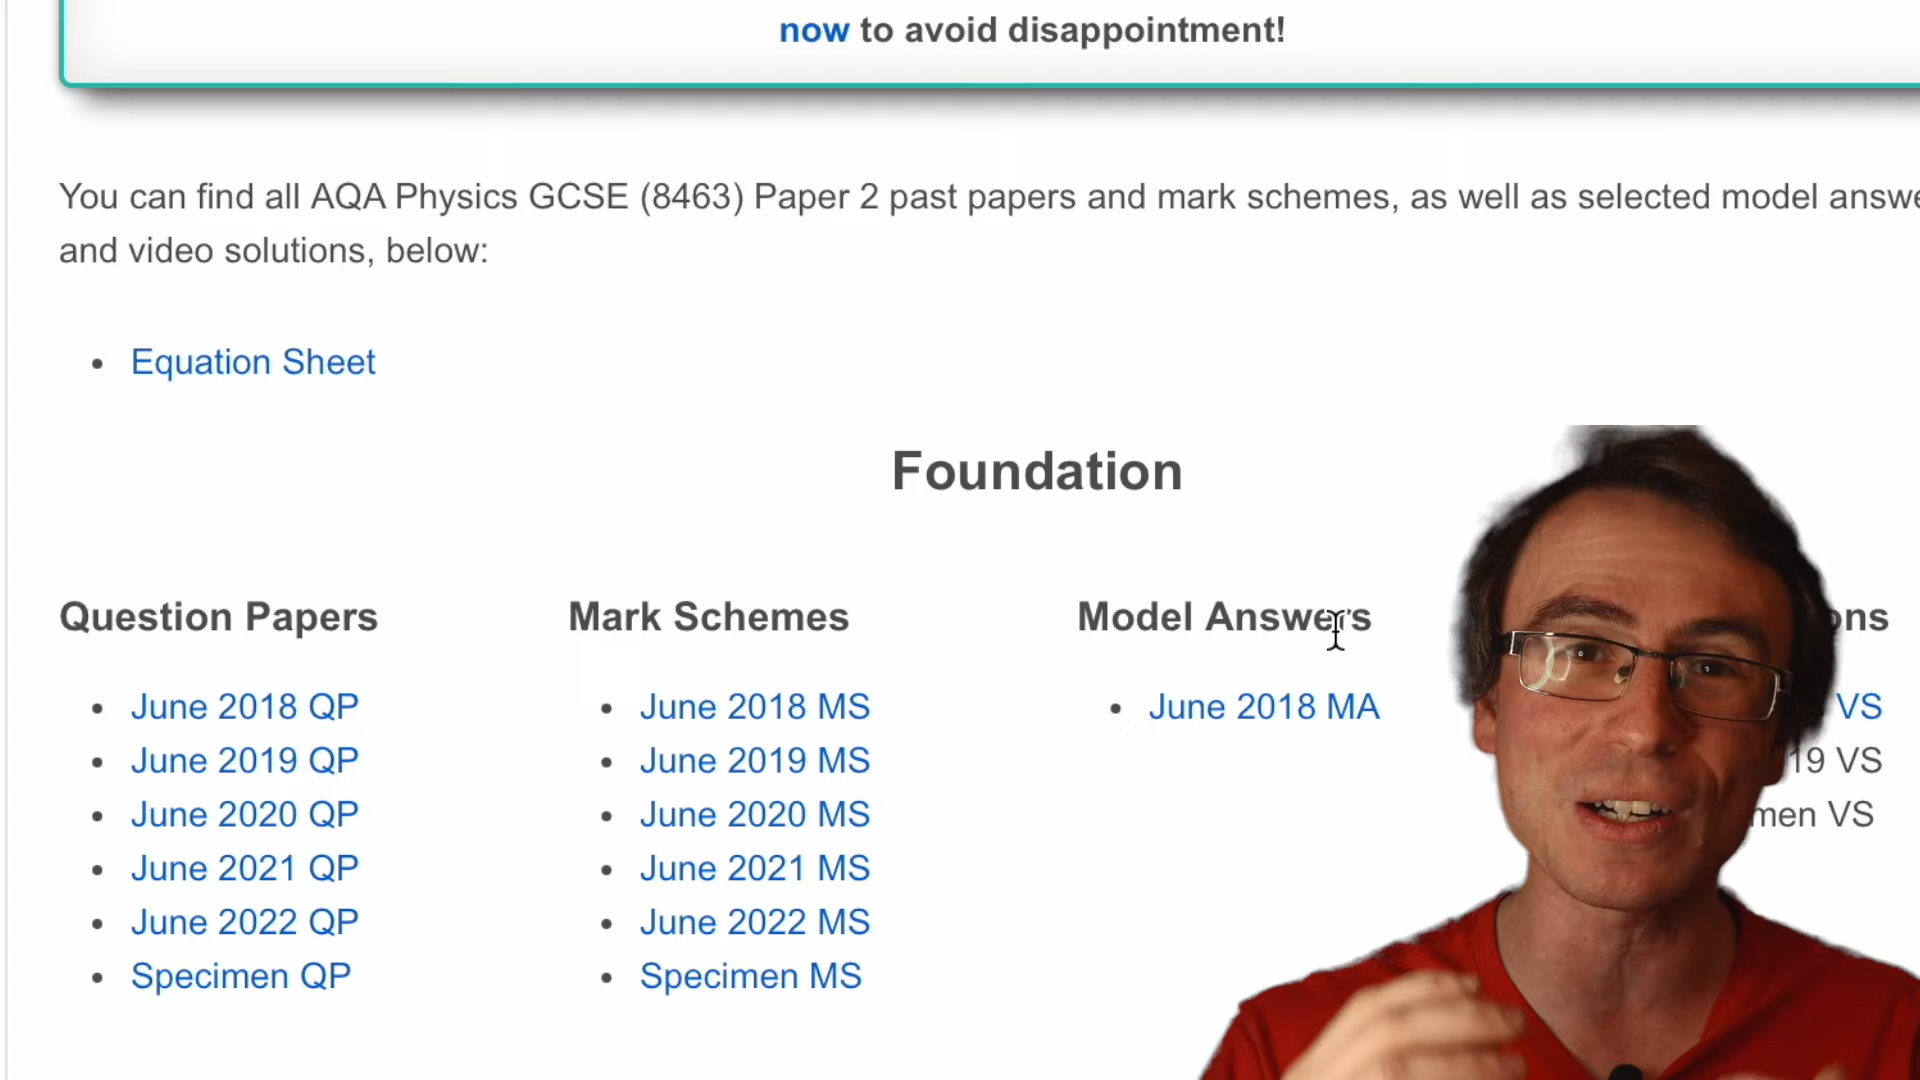 now to avoid disappointment!
You can find all AQA Physics GCSE (8463) Paper 2 past papers and mark schemes, as well as selected model
and video solutions, below:
Equation Sheet
Foundation
Question Papers
Mark Schemes
Model Answers
June 2018 QP
June 2018 MS
June 2018 MA
VS
June 2019 QP
June 2019 MS
19 VS
June 2020 QP
June 2020 MS
VS
June 2021 QP
June 2021 MS
June 2022 QP
June 2022 MS
Specimen QP
Specimen MS